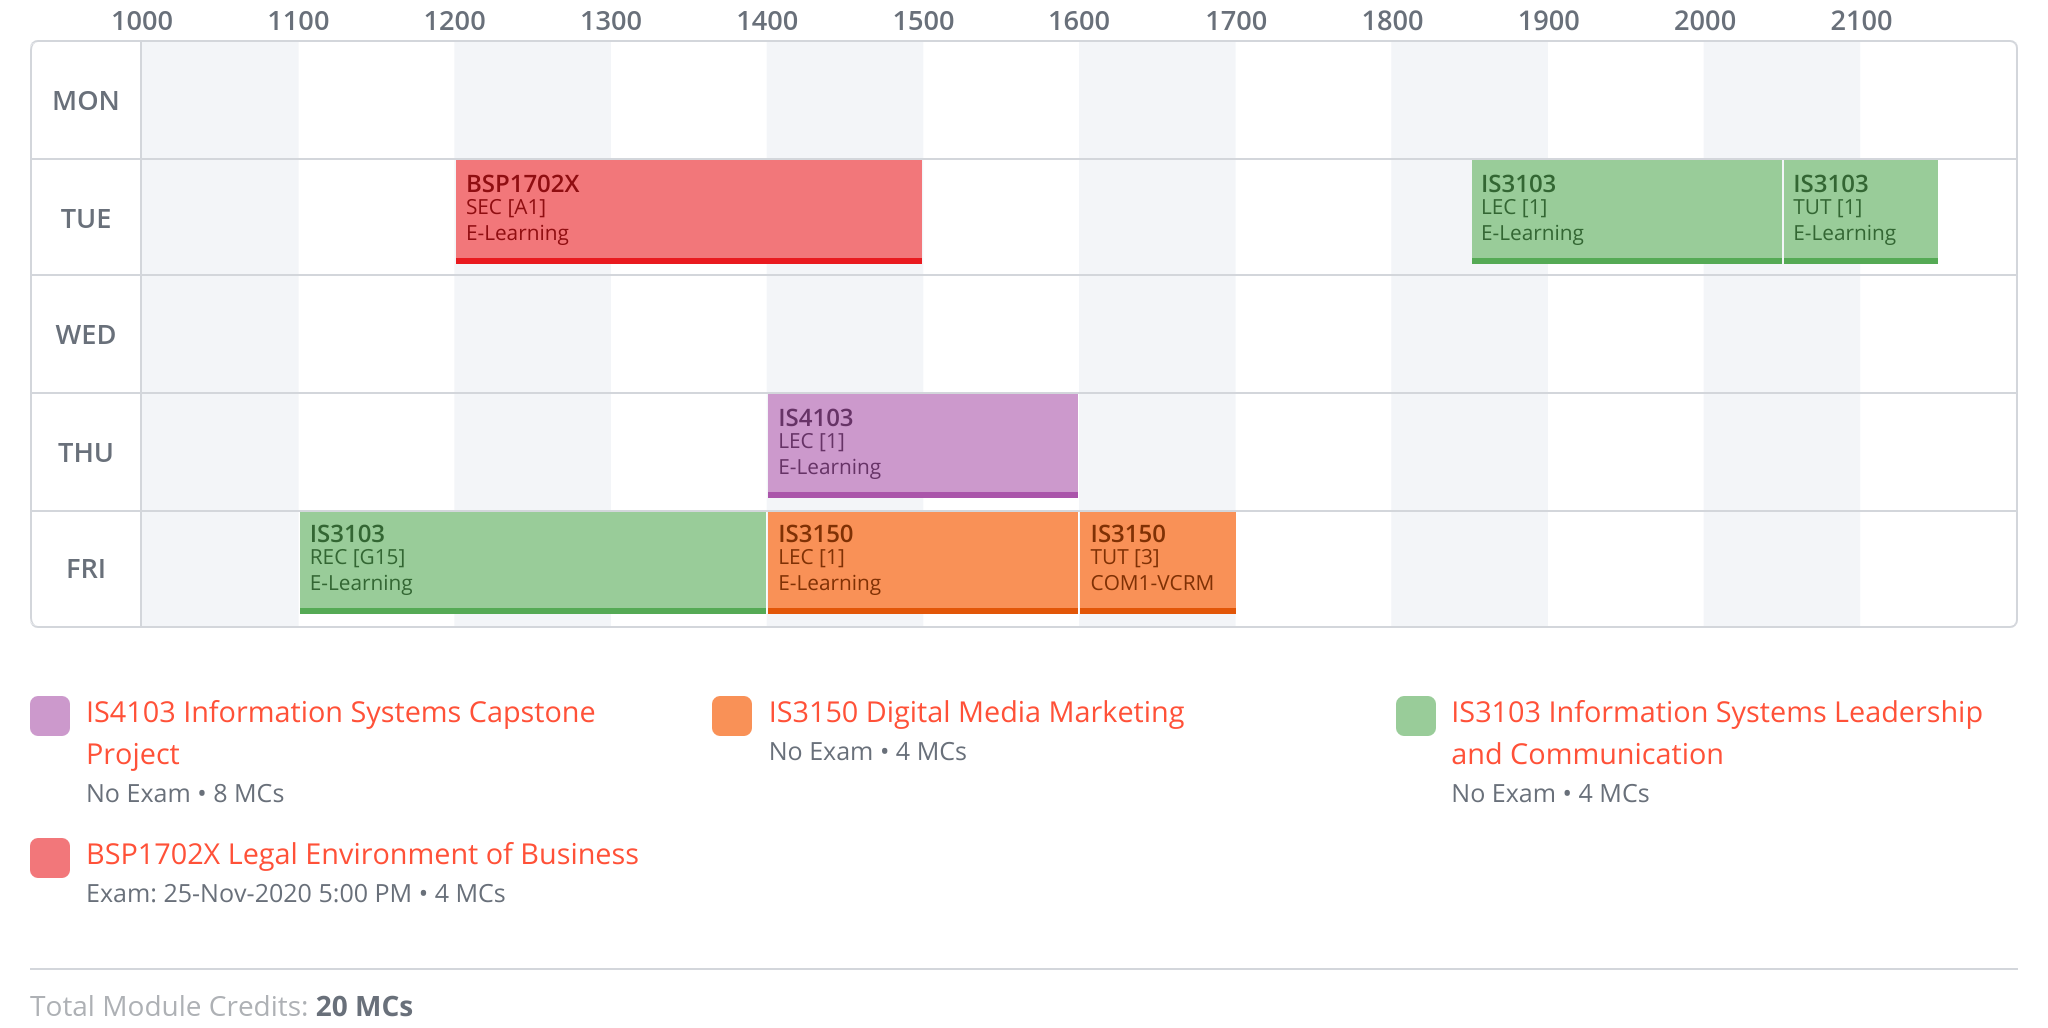 1000 1100 1200 1300 1400 1500 1600 1700 1800 1900 2000 2100
MON
TUE
BSP1702X
SEC [A1]
E-Learning
IS3103
LEC [1]
E-Learning
IS3103
TUT [1]
E-Learning
WED
THU
IS4103
LEC [1]
E-Learning
FRI
IS3103
REC [G15]
E-Learning
IS3150
LEC [1]
E-Learning
IS3150
TUT [3]
COM1-VCRM
IS4103 Information Systems Capstone
Project
No Exam • 8 MCs
IS3150 Digital Media Marketing
No Exam • 4 MCs
IS3103 Information Systems Leadership
and Communication
No Exam • 4 MCs
BSP1702X Legal Environment of Business
Exam: 25-Nov-2020 5:00 PM • 4 MCs
Total Module Credits: 20 MCs